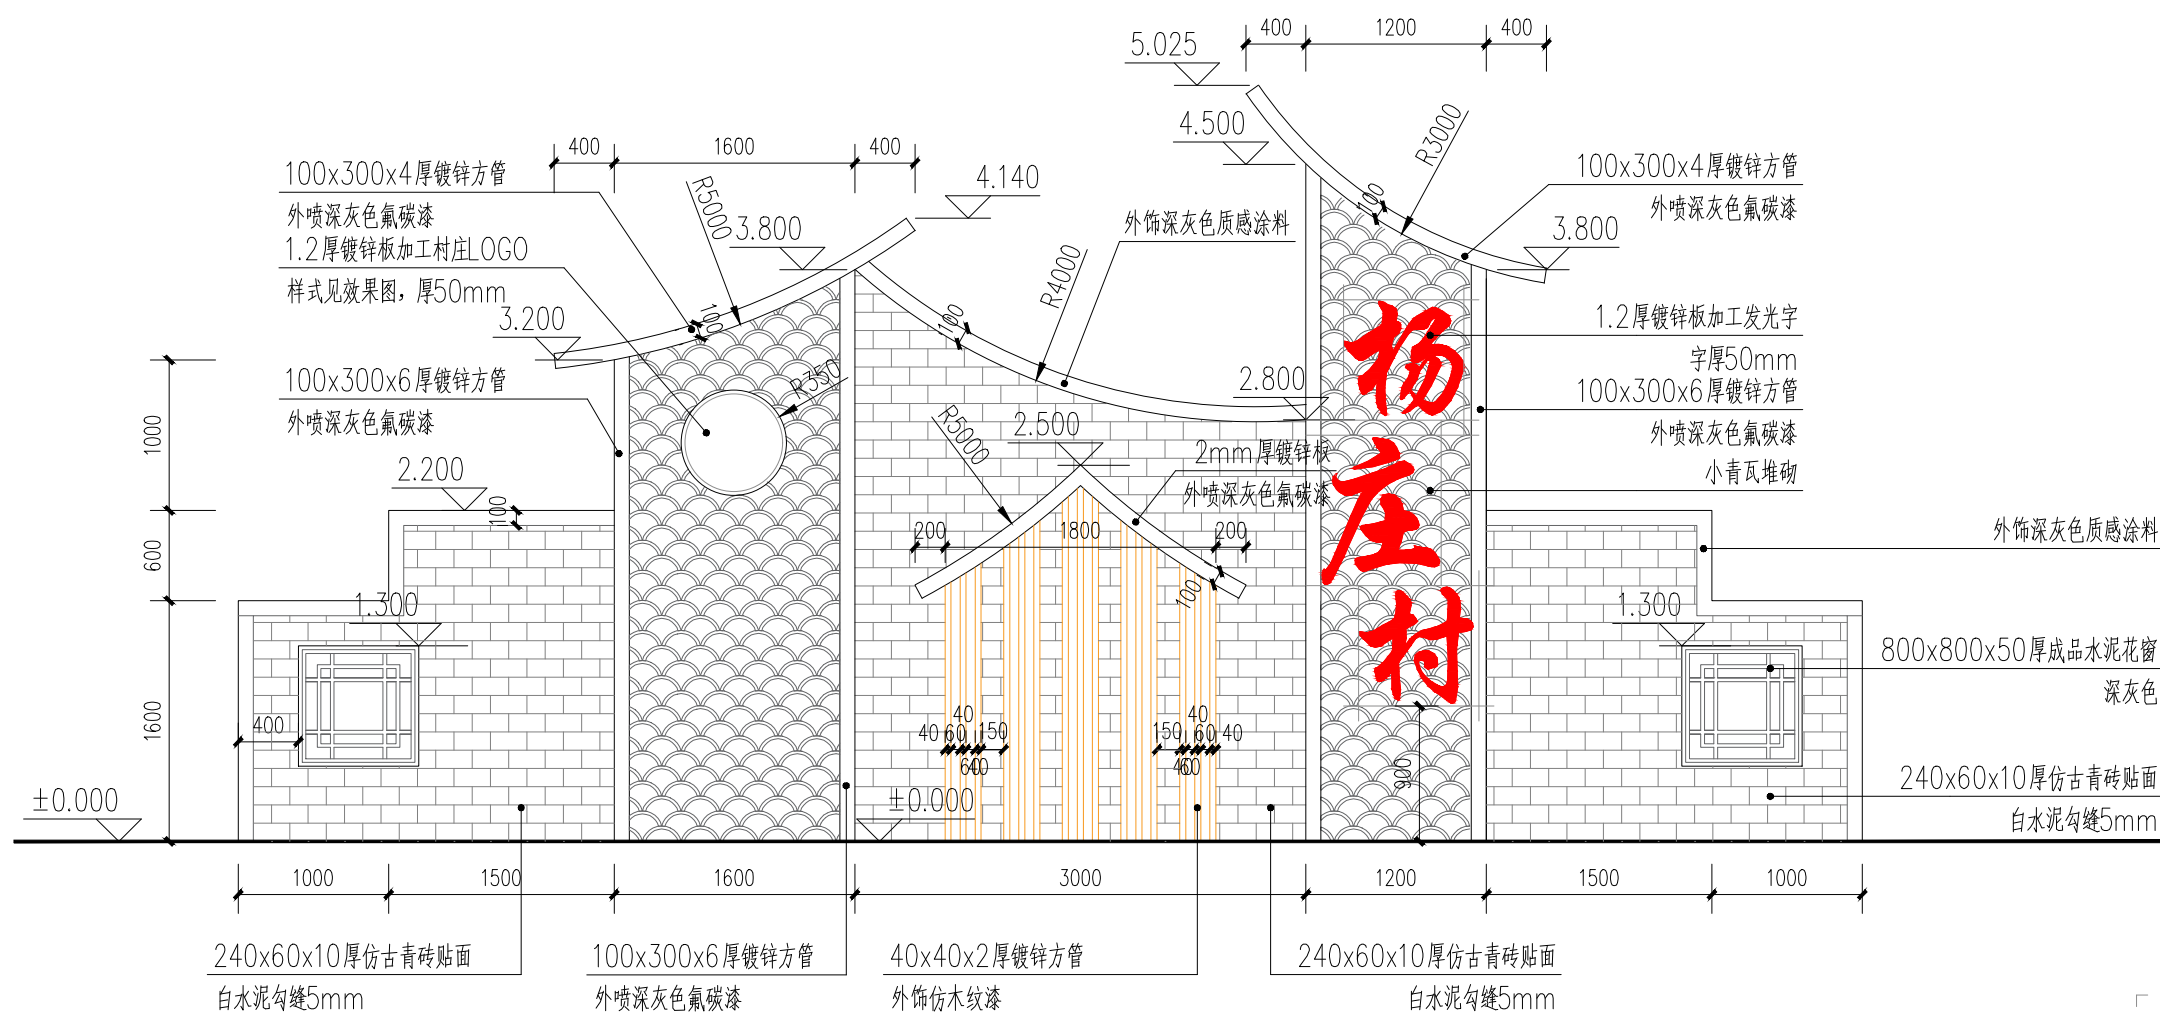 400
1200
400
5.025
4.500
R3000
400
1600
400
100x300x4厚镀锌方管
外喷深灰色氟碳漆
1.2厚镀锌板加工村庄LOGO
样式见效果图，厚50mm
3.200
100x300x6厚镀锌方管
外喷深灰色氟碳漆
R5000
3.800
4.140
100
R350
外饰深灰色质感涂料
R4000
100
100
100x300x4厚镀锌方管
外喷深灰色氟碳漆
3.800
1.2厚镀锌板加工发光字
字厚50mm
100x300x6厚镀锌方管
外喷深灰色氟碳漆
小青瓦堆砌
杨
庄
村
2.800
2.500
R5000
2mm厚镀锌板
外喷深灰色氟碳漆
200
1800
200
100
1000
600
1600
2.200
100
1.300
400
±0.000
外饰深灰色质感涂料
1.300
800x800x50厚成品水泥花窗
深灰色
240x60x10厚仿古青砖贴面
白水泥勾缝5mm
40
40
60
150
60
40
150
40
60
40
40
60
900
±0.000
1000
1500
1600
3000
1200
1500
1000
240x60x10厚仿古青砖贴面
白水泥勾缝5mm
100x300x6厚镀锌方管
外喷深灰色氟碳漆
40x40x2厚镀锌方管
外饰仿木纹漆
240x60x10厚仿古青砖贴面
白水泥勾缝5mm